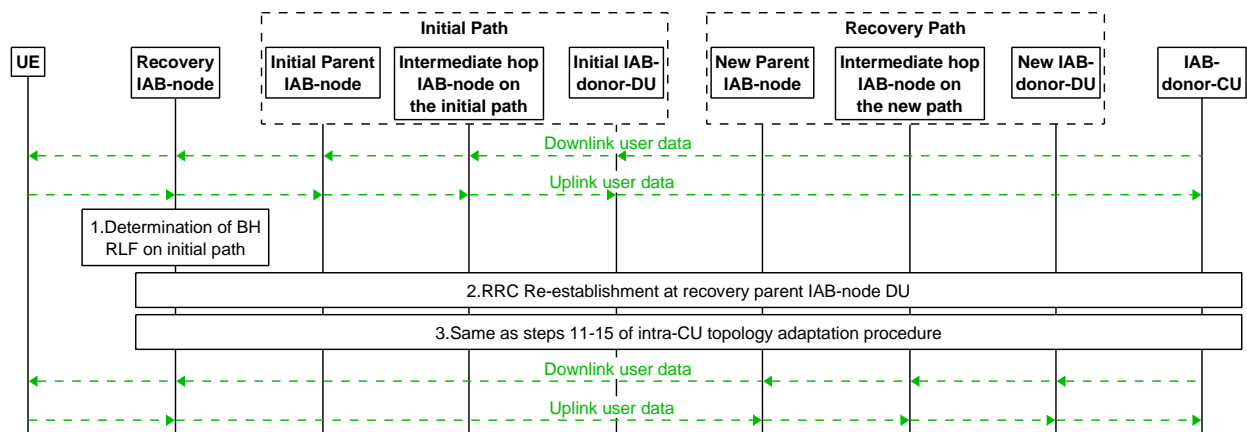 Initial Path
Recovery Path
UE
Recovery
IAB-node
Initial Parent
IAB-node
Intermediate hop
IAB-node on
the initial path
Initial IAB-
donor-DU
New Parent
IAB-node
Intermediate hop
IAB-node on
the new path
New IAB-
donor-DU
IAB-
donor-CU
Downlink user data
Uplink user data
1.Determination of BH
RLF on initial path
2.RRC Re-establishment at recovery parent IAB-node DU
3.Same as steps 11-15 of intra-CU topology adaptation procedure
Downlink user data
Uplink user data